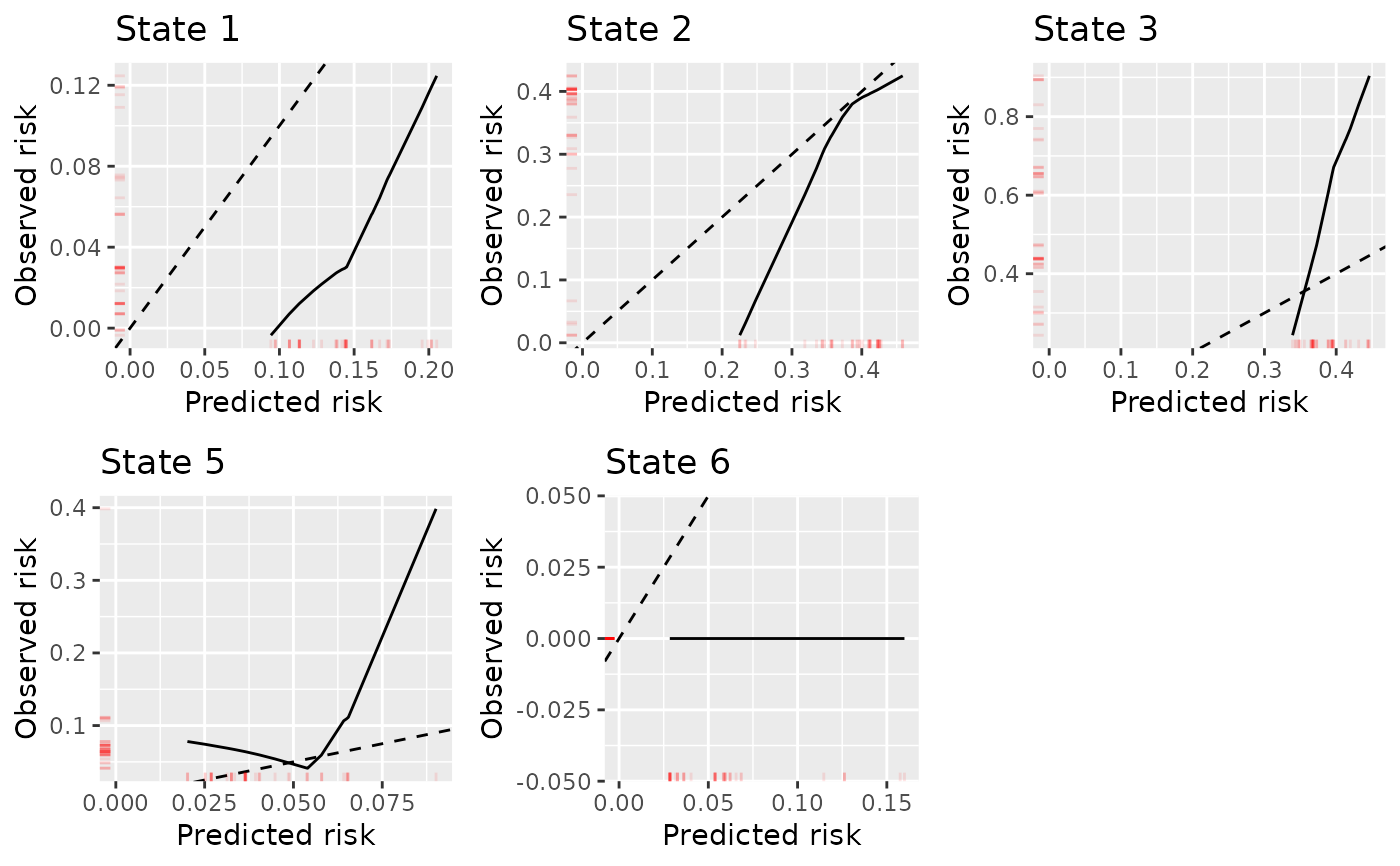 State 1
Observed risk
0.12
0.08
0.04
0.00
0.00 0.05 0.10 0.15 0.20
Predicted risk
State 2
Observed risk
0.4
0.3
0.2
0.1
0.0
0.0 0.1 0.2 0.3 0.4
Predicted risk
State 3
Observed risk
0.8
0.6
0.4
0.0 0.1 0.2 0.3 0.4
Predicted risk
State 5
Observed risk
0.4
0.3
0.2
0.1
0.000 0.025 0.050 0.075
Predicted risk
State 6
Observed risk
0.050
0.025
0.000
-0.025
-0.050
0.00 0.05 0.10 0.15
Predicted risk